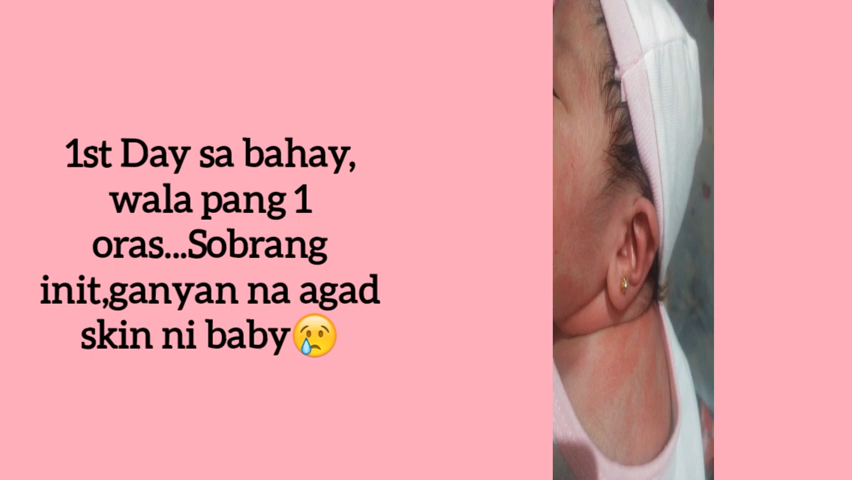 1st Day sa bahay,
wala pang 1
oras...Sobrang
init,ganyan na agad
skin ni baby😢